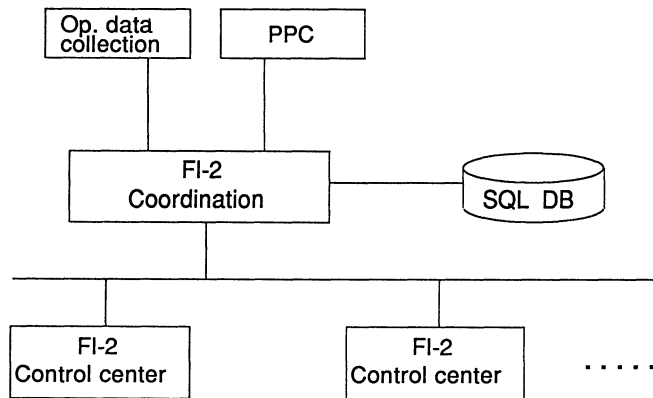 Op. data
collection
PPC
FI-2
Coordination
SQL DB
FI-2
Control center
FI-2
Control center
.....